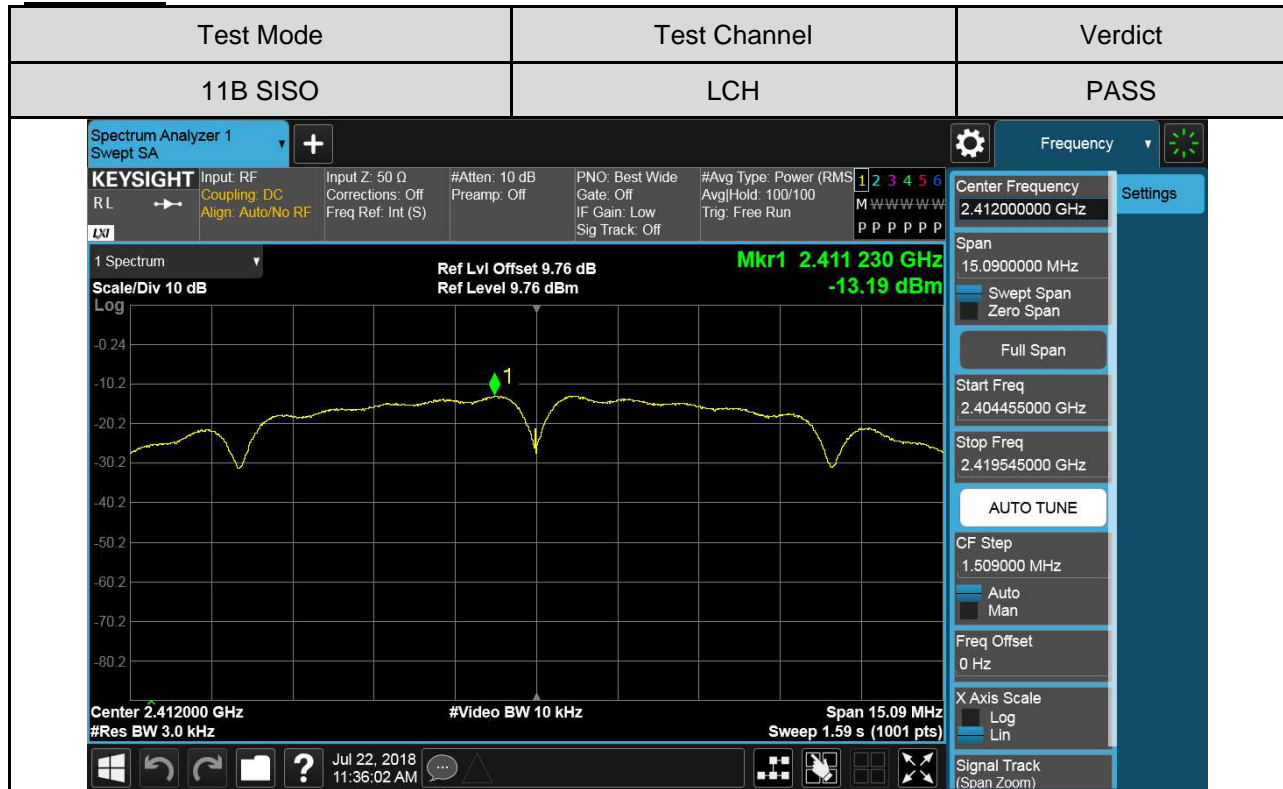 Test Mode Test Channel Verdict
11B SISO LCH PASS
Spectrum Analyzer 1
Swept SA
+
Frequency
KEYSIGHT
RL
LXI
Input: RF
Coupling: DC
Align: Auto/No RF
Input Z: 50 Ω
Corrections: Off
Freq Ref: Int (S)
#Atten: 10 dB
Preamp: Off
PNO: Best Wide
Gate: Off
IF Gain: Low
Sig Track: Off
#Avg Type: Power (RMS
Avg|Hold: 100/100
Trig: Free Run
1 2 3 4 5 6
M W W W W W
P P P P P P
Center Frequency
2.412000000 GHz
Settings
1 Spectrum
Scale/Div 10 dB
Log
Ref Lvl Offset 9.76 dB
Ref Level 9.76 dBm
Mkr1 2.411 230 GHz
-13.19 dBm
1
-0.24
-10.2
-20.2
-30.2
-40.2
-50.2
-60.2
-70.2
-80.2
Center 2.412000 GHz
#Res BW 3.0 kHz
#Video BW 10 kHz
Span 15.09 MHz
Sweep 1.59 s (1001 pts)
Span
15.0900000 MHz
Swept Span
Zero Span
Full Span
Start Freq
2.404455000 GHz
Stop Freq
2.419545000 GHz
AUTO TUNE
CF Step
1.509000 MHz
Auto
Man
Freq Offset
0 Hz
X Axis Scale
Log
Lin
Signal Track
(Span Zoom)
?
Jul 22, 2018
11:36:02 AM